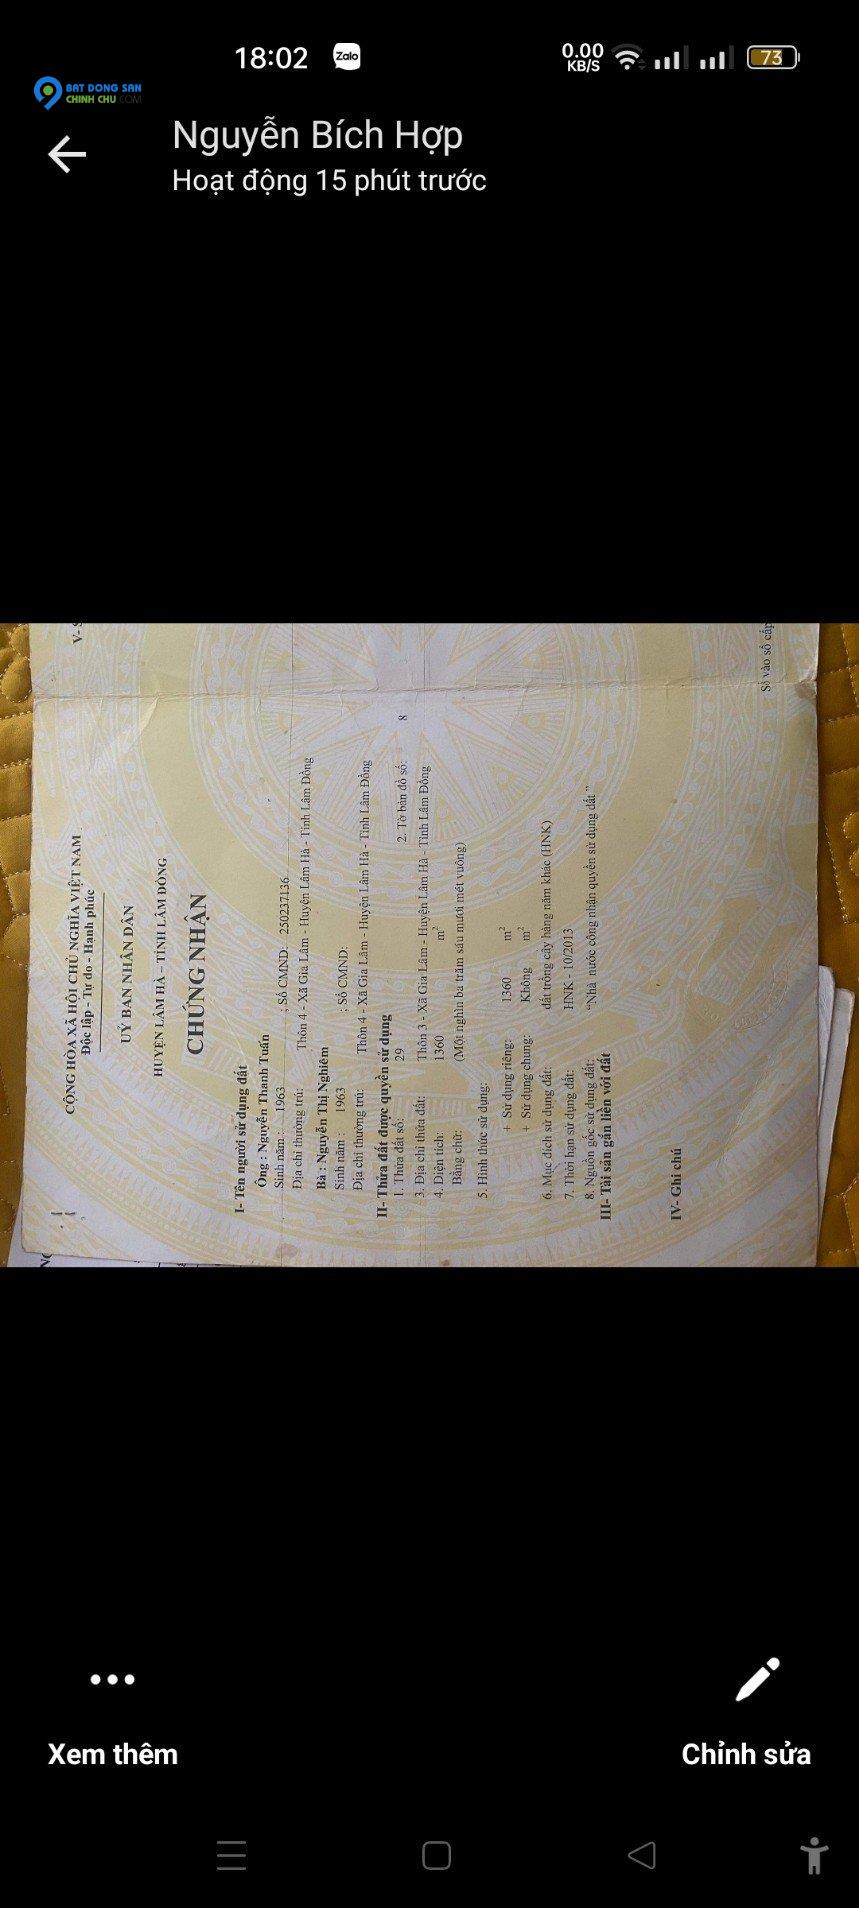 18:02
Zalo
0.00
KB/S
73
BAT DONG SAN
CHINH CHU.COM
Nguyễn Bích Hợp
Hoạt động 15 phút trước
CỘNG HÒA XÃ HỘI CHỦ NGHĨA VIỆT NAM
Độc lập - Tự do - Hạnh phúc
UỶ BAN NHÂN DÂN
HUYỆN LÂM HÀ – TỈNH LÂM ĐỒNG
CHỨNG NHẬN
I- Tên người sử dụng đất
Ông : Nguyễn Thanh Tuấn
Sinh năm : 1963 ; Số CMND: 250237136
Địa chỉ thường trú: Thôn 4 - Xã Gia Lâm - Huyện Lâm Hà - Tỉnh Lâm Đồng
Bà : Nguyễn Thị Nghiêm
Sinh năm : 1963 ; Số CMND:
Địa chỉ thường trú: Thôn 4 - Xã Gia Lâm - Huyện Lâm Hà - Tỉnh Lâm Đồng
II- Thửa đất được quyền sử dụng
1. Thửa đất số: 29 2. Tờ bản đồ số: 8
3. Địa chỉ thửa đất: Thôn 3 - Xã Gia Lâm - Huyện Lâm Hà - Tỉnh Lâm Đồng
4. Diện tích: 1360 m²
Bằng chữ: (Một nghìn ba trăm sáu mươi mét vuông)
5. Hình thức sử dụng:
+ Sử dụng riêng: 1360 m²
+ Sử dụng chung: Không m²
6. Mục đích sử dụng đất: đất trồng cây hàng năm khác (HNK)
7. Thời hạn sử dụng đất: HNK - 10/2013
8. Nguồn gốc sử dụng đất: “Nhà nước công nhận quyền sử dụng đất”
III- Tài sản gắn liền với đất
IV- Ghi chú
V- S
Số vào sổ cấp
Xem thêm
Chỉnh sửa